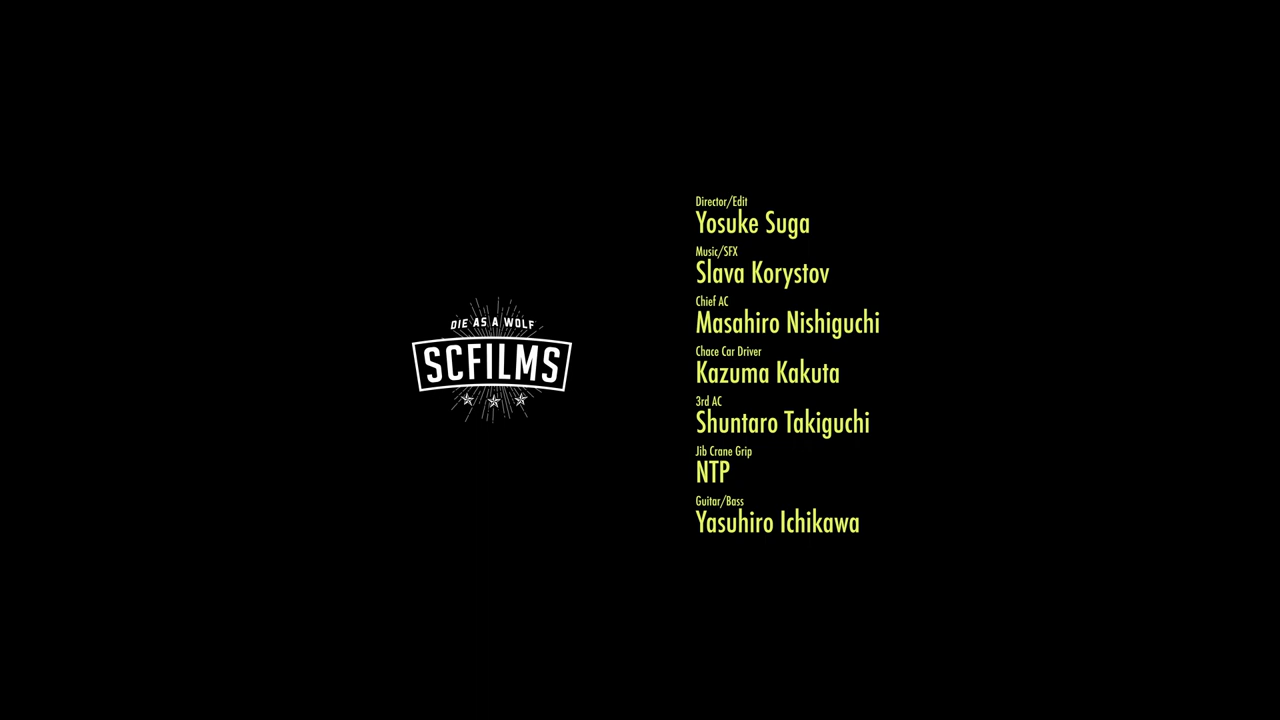 DIE AS A WOLF
SCFILMS
Director/Edit
Yosuke Suga
Music/SFX
Slava Korystov
Chief AC
Masahiro Nishiguchi
Chace Car Driver
Kazuma Kakuta
3rd AC
Shuntaro Takiguchi
Jib Crane Grip
NTP
Guitar/Bass
Yasuhiro Ichikawa